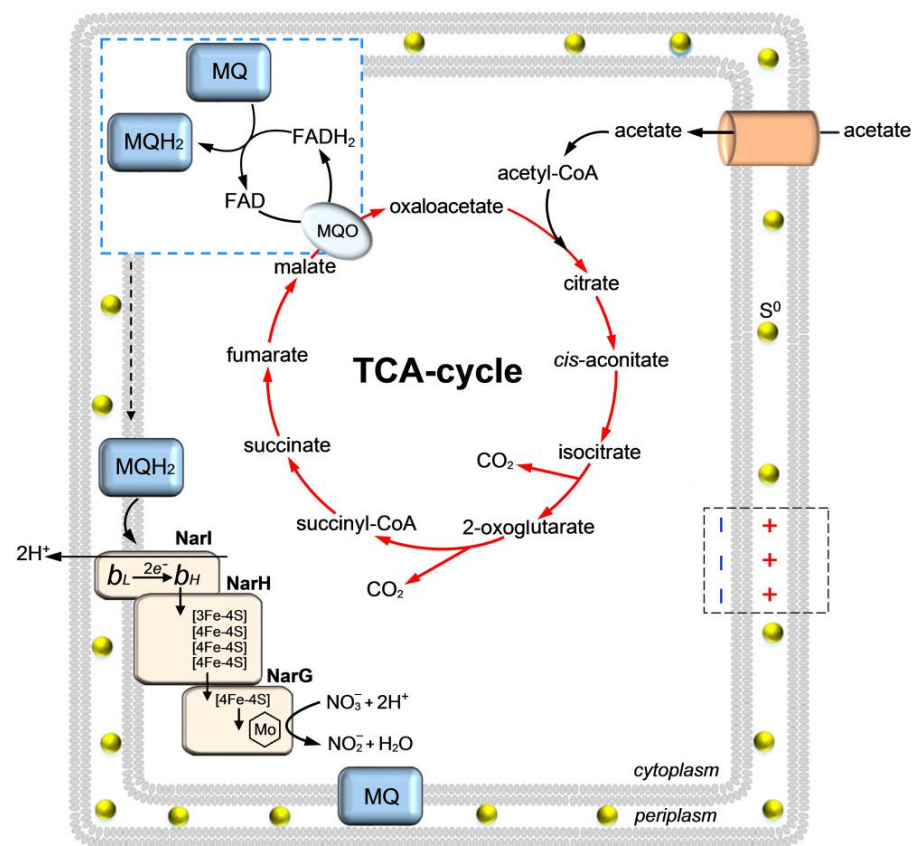 MQ
MQH₂
FADH₂
FAD
MQO
acetate
acetate
acetyl-CoA
oxaloacetate
malate
citrate
S⁰
fumarate
TCA-cycle
cis-aconitate
succinate
isocitrate
CO₂
MQH₂
succinyl-CoA
2-oxoglutarate
NarI
2H⁺
b_L 2e⁻ b_H
NarH
CO₂
[3Fe-4S]
[4Fe-4S]
[4Fe-4S]
[4Fe-4S]
NarG
[4Fe-4S]
Mo
NO₃⁻ + 2H⁺
NO₂⁻ + H₂O
– +
– +
– +
cytoplasm
MQ
periplasm